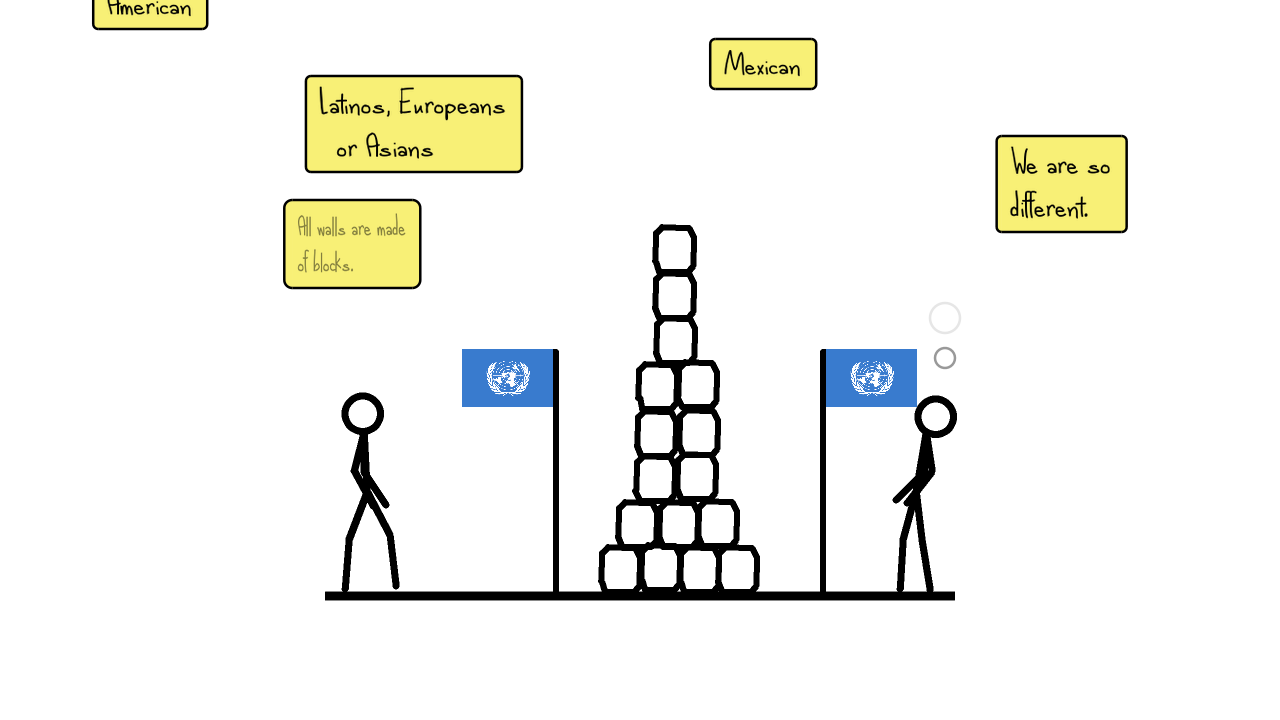 American
Mexican
Latinos, Europeans
or Asians
We are so
different.
All walls are made
of blocks.